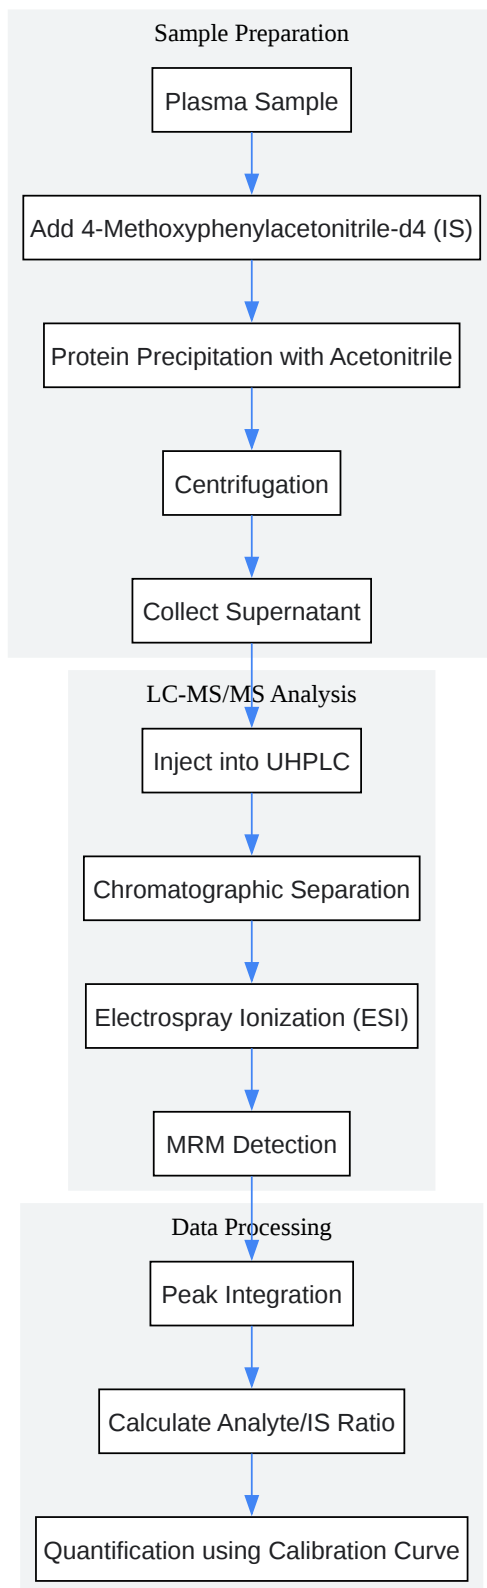 Sample Preparation
Plasma Sample
Add 4-Methoxyphenylacetonitrile-d4 (IS)
Protein Precipitation with Acetonitrile
Centrifugation
Collect Supernatant
LC-MS/MS Analysis
Inject into UHPLC
Chromatographic Separation
Electrospray Ionization (ESI)
MRM Detection
Data Processing
Peak Integration
Calculate Analyte/IS Ratio
Quantification using Calibration Curve